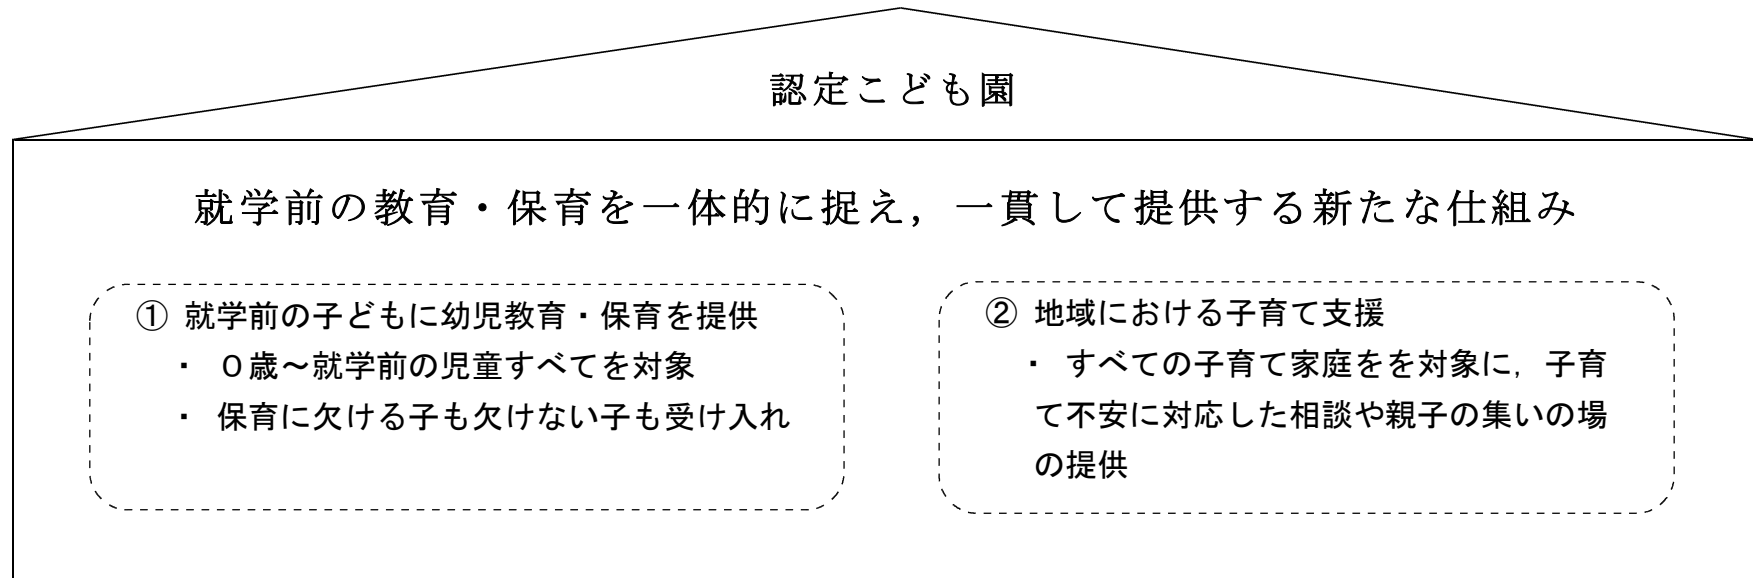 認定こども園
就学前の教育・保育を一体的に捉え，一貫して提供する新たな仕組み
① 就学前の子どもに幼児教育・保育を提供
・ ０歳～就学前の児童すべてを対象
・ 保育に欠ける子も欠けない子も受け入れ
② 地域における子育て支援
・ すべての子育て家庭をを対象に，子育
て不安に対応した相談や親子の集いの場
の提供